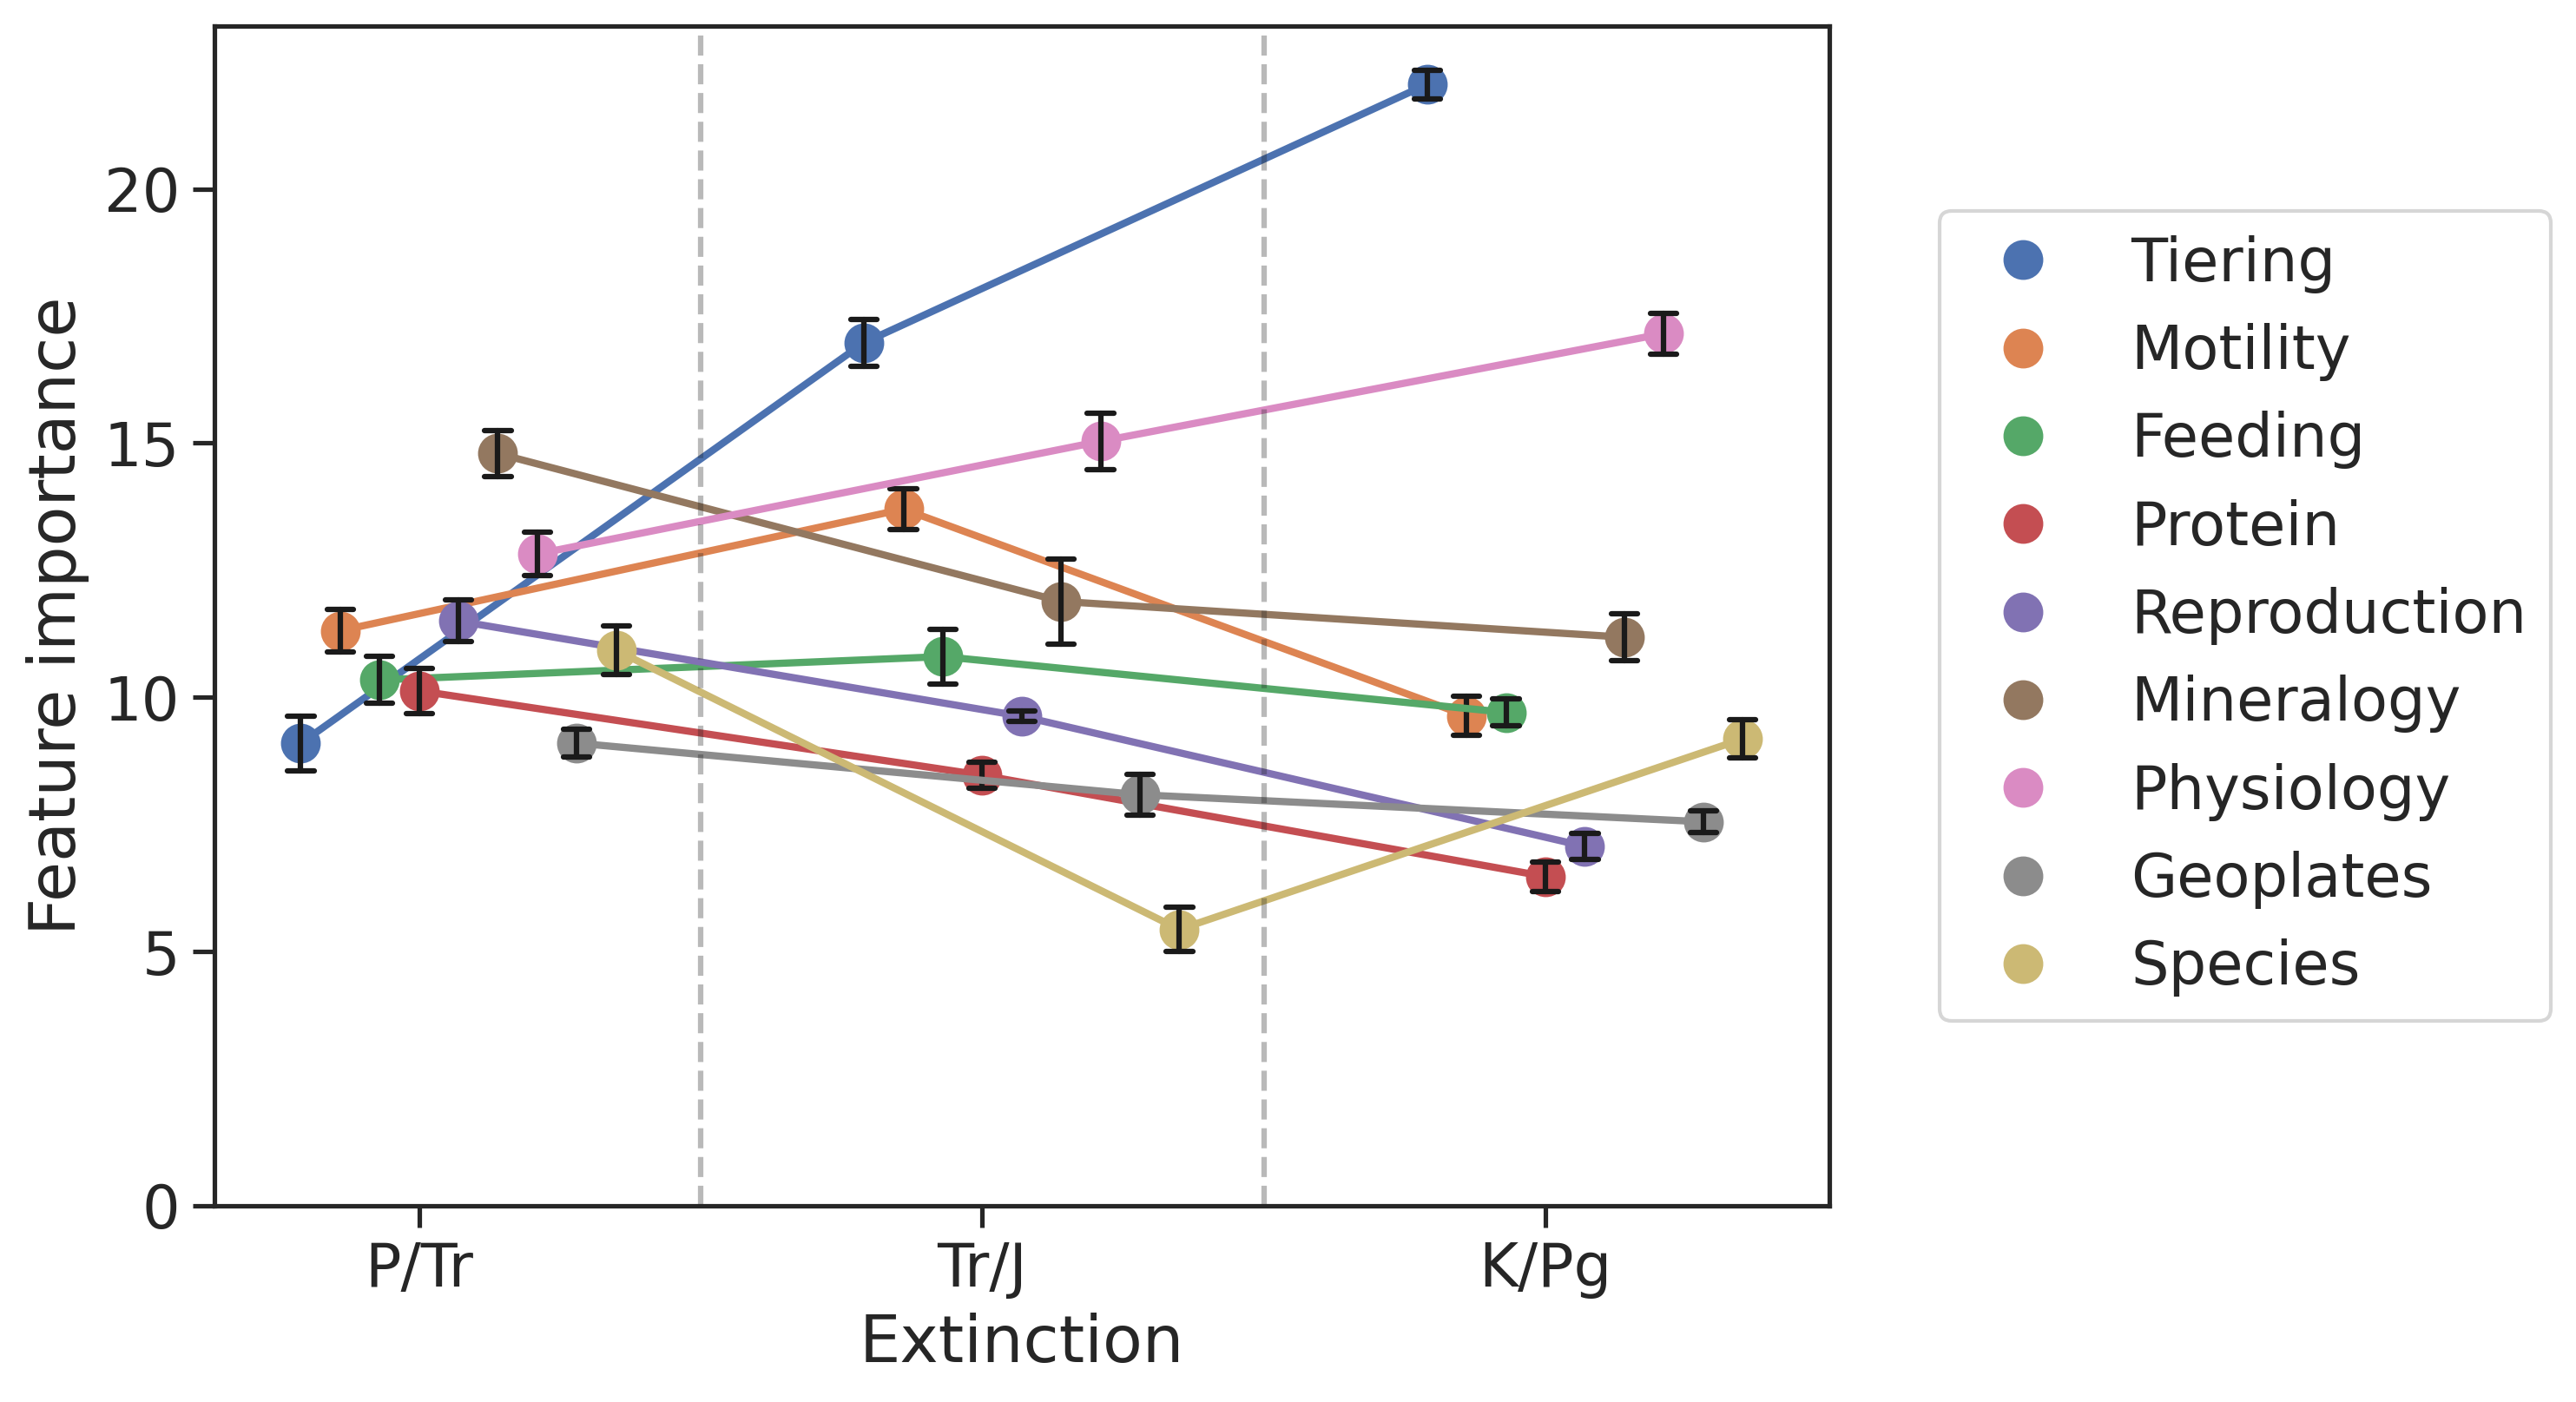 Feature importance
20
15
10
5
0
P/Tr
Tr/J
K/Pg
Extinction
Tiering
Motility
Feeding
Protein
Reproduction
Mineralogy
Physiology
Geoplates
Species